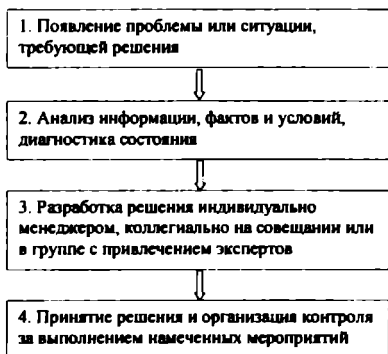 1. Появление проблемы или ситуации,
требующей решения
2. Анализ информации, фактов и условий,
диагностика состояния
3. Разработка решения индивидуально
менеджером, коллегиально на совещании или
в группе с привлечением экспертов
4. Принятие решения и организация контроля
за выполнением намеченных мероприятий